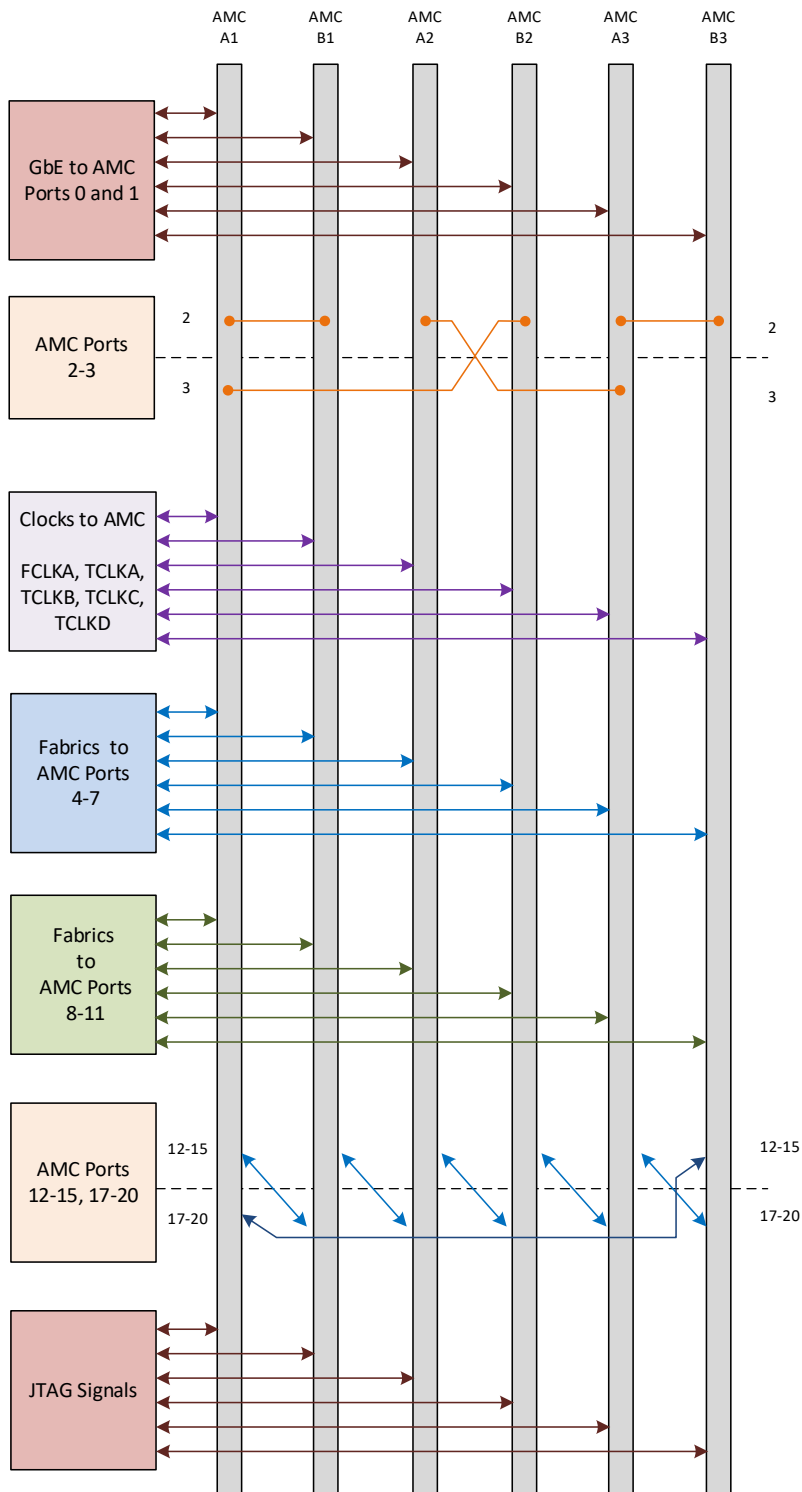 AMC
A1
AMC
B1
AMC
A2
AMC
B2
AMC
A3
AMC
B3
GbE to AMC
Ports 0 and 1
AMC Ports
2-3
2
3
2
3
Clocks to AMC
FCLKA, TCLKA,
TCLKB, TCLKC,
TCLKD
Fabrics to
AMC Ports
4-7
Fabrics
to
AMC Ports
8-11
AMC Ports
12-15, 17-20
12-15
17-20
12-15
17-20
JTAG Signals